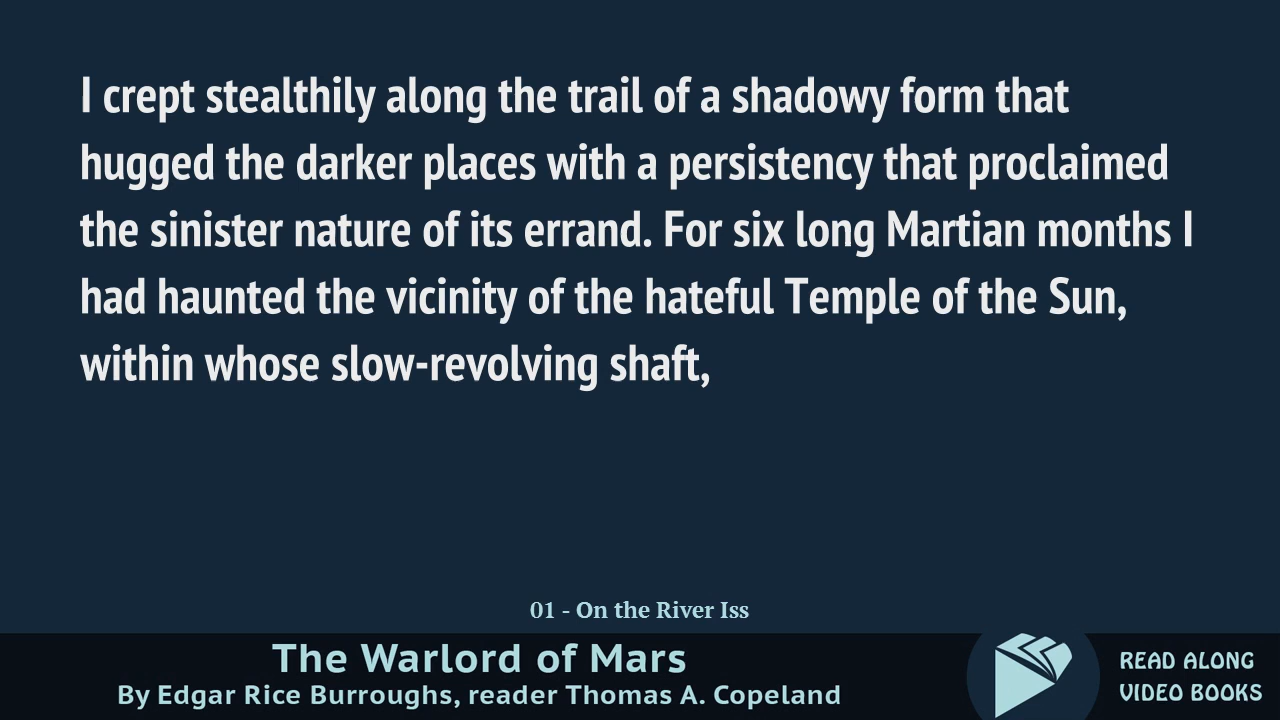 I crept stealthily along the trail of a shadowy form that
hugged the darker places with a persistency that proclaimed
the sinister nature of its errand. For six long Martian months I
had haunted the vicinity of the hateful Temple of the Sun,
within whose slow-revolving shaft,
01 - On the River Iss
The Warlord of Mars
By Edgar Rice Burroughs, reader Thomas A. Copeland
READ ALONG
VIDEO BOOKS